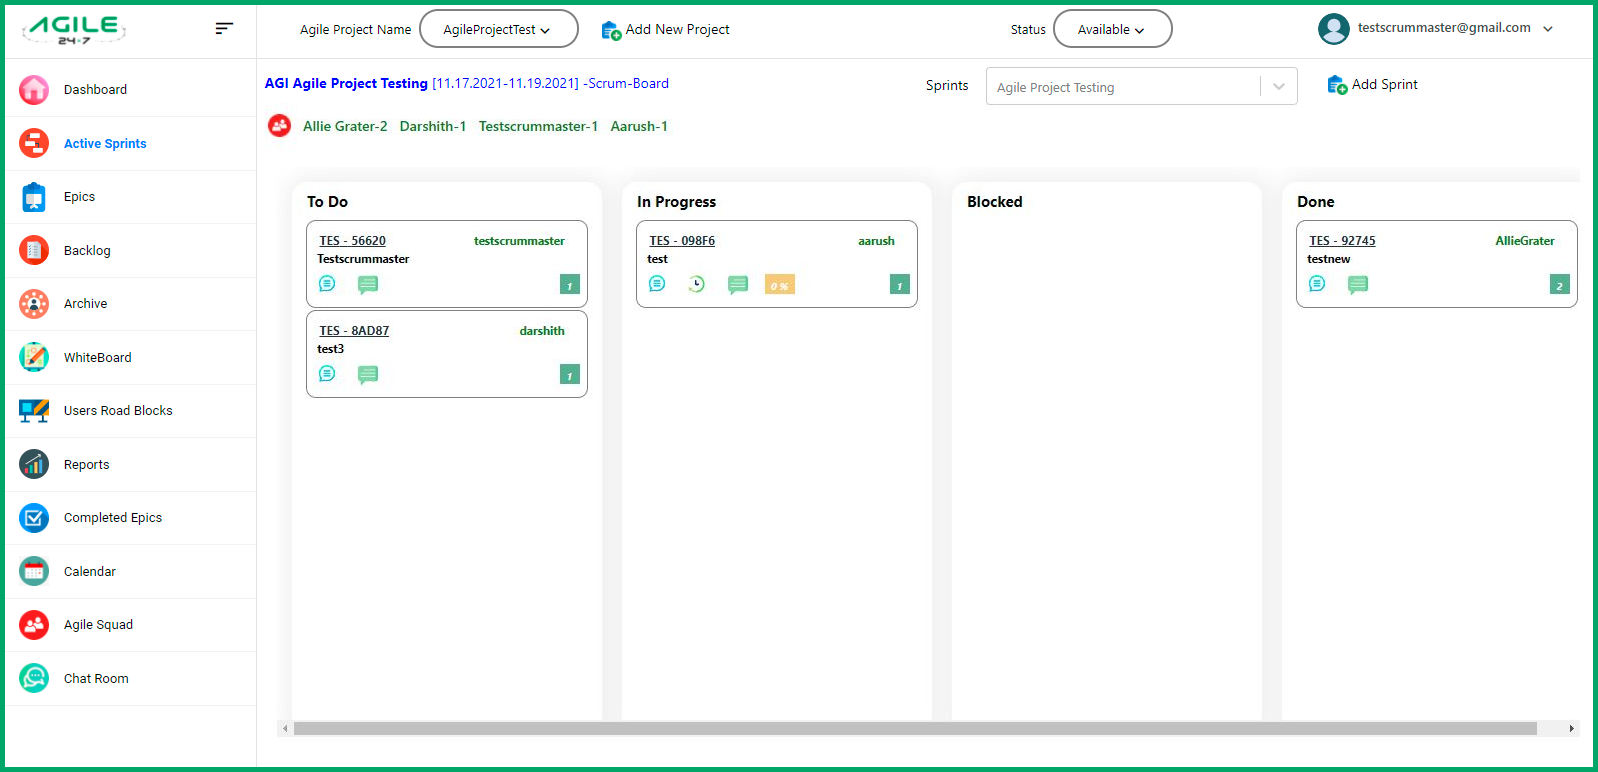 AGILE
24×7
Agile Project Name AgileProjectTest Add New Project Status Available testscrummaster@gmail.com
AGI Agile Project Testing [11.17.2021-11.19.2021] -Scrum-Board Sprints Agile Project Testing Add Sprint
Allie Grater-2 Darshith-1 Testscrummaster-1 Aarush-1
Dashboard
Active Sprints
Epics
Backlog
Archive
WhiteBoard
Users Road Blocks
Reports
Completed Epics
Calendar
Agile Squad
Chat Room
To Do
TES - 56620 testscrummaster
Testscrummaster
1
TES - 8AD87 darshith
test3
1
In Progress
TES - 098F6 aarush
test
0 % 1
Blocked
Done
TES - 92745 AllieGrater
testnew
2